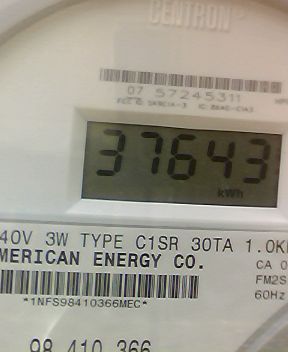 CENTRON®
07 57245311
37643
kWh
40V 3W TYPE C1SR 30TA 1.0K
MERICAN ENERGY CO.
CA 0
FM2S
60Hz
*1NFS98410366MEC*
98 410 366